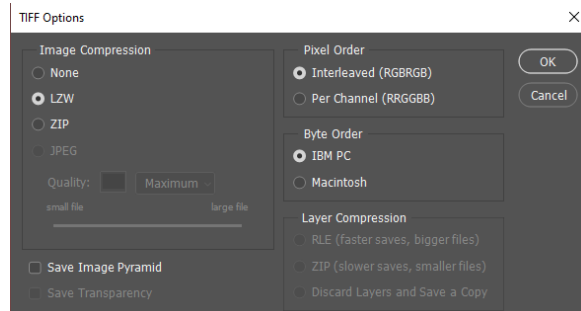 TIFF Options
Image Compression
None
LZW
ZIP
JPEG
Quality:
Maximum
small file
large file
Save Image Pyramid
Save Transparency
Pixel Order
Interleaved (RGBRGB)
Per Channel (RRGGBB)
Byte Order
IBM PC
Macintosh
Layer Compression
RLE (faster saves, bigger files)
ZIP (slower saves, smaller files)
Discard Layers and Save a Copy
OK
Cancel